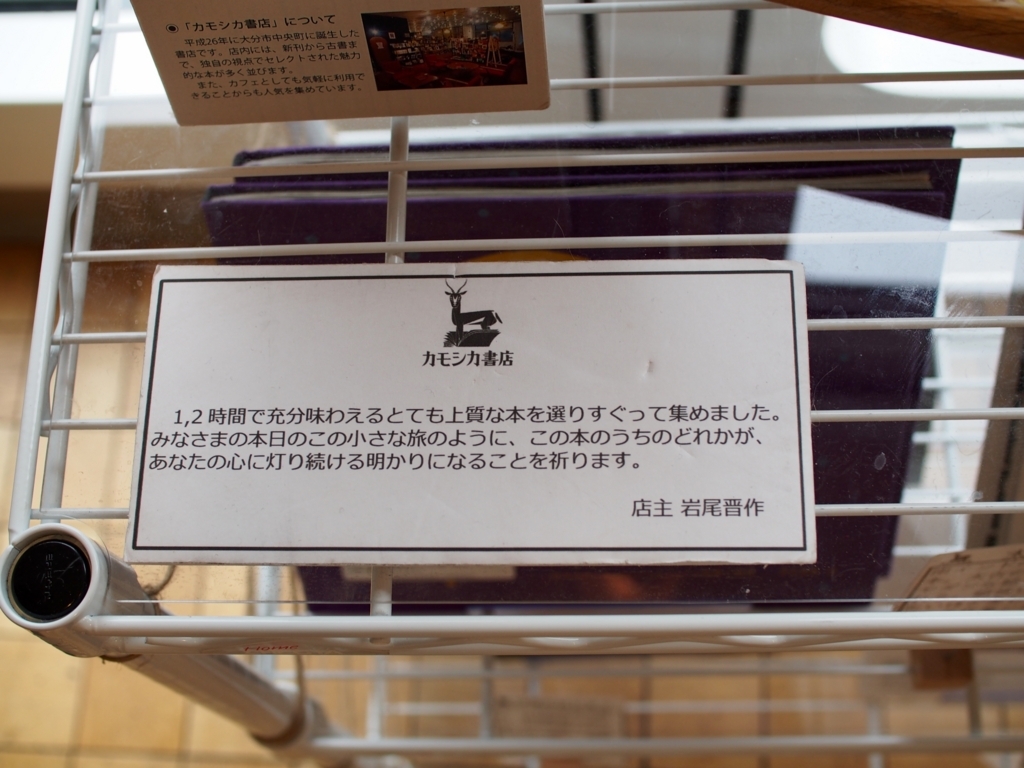 ◉「カモシカ書店」について
平成26年に大分市中央町に誕生した
書店です。店内には、新刊から古書ま
で、独自の視点でセレクトされた魅力
的な本が多く並びます。
また、カフェとしても気軽に利用で
きることからも人気を集めています。
カモシカ書店
1,2時間で充分味わえるとても上質な本を選りすぐって集めました。
みなさまの本日のこの小さな旅のように、この本のうちのどれかが、
あなたの心に灯り続ける明かりになることを祈ります。
店主 岩尾晋作
Home